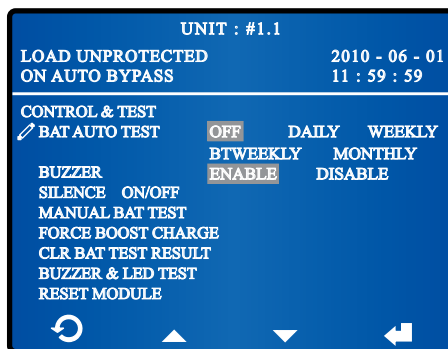 UNIT : #1.1
LOAD UNPROTECTED 2010 - 06 - 01
ON AUTO BYPASS 11 : 59 : 59
CONTROL & TEST
BAT AUTO TEST OFF DAILY WEEKLY
BTWEEKLY MONTHLY
BUZZER ENABLE DISABLE
SILENCE ON/OFF
MANUAL BAT TEST
FORCE BOOST CHARGE
CLR BAT TEST RESULT
BUZZER & LED TEST
RESET MODULE